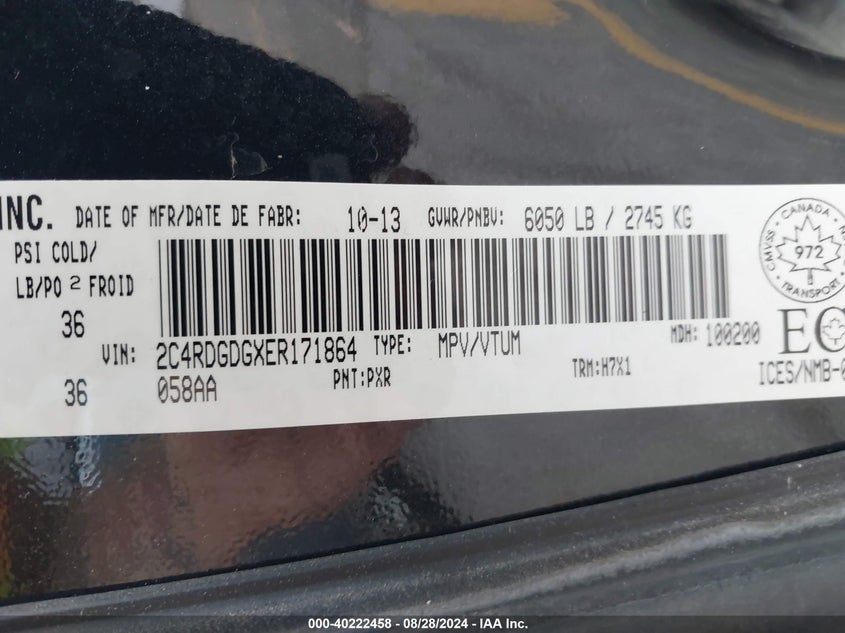 INC. DATE OF MFR/DATE DE FABR: 10-13 GVWR/PNBV: 6050 LB / 2745 KG
PSI COLD/
LB/PO 2 FROID
36
VIN: 2C4RDGDGXER171864 TYPE: MPV/VTUM MDH: 100200
36 058AA PNT:PXR TRM:H7X1
CANADA
CMVSS
972
TRANSPORT
EC
ICES/NMB-
000-40222458 - 08/28/2024 - IAA Inc.